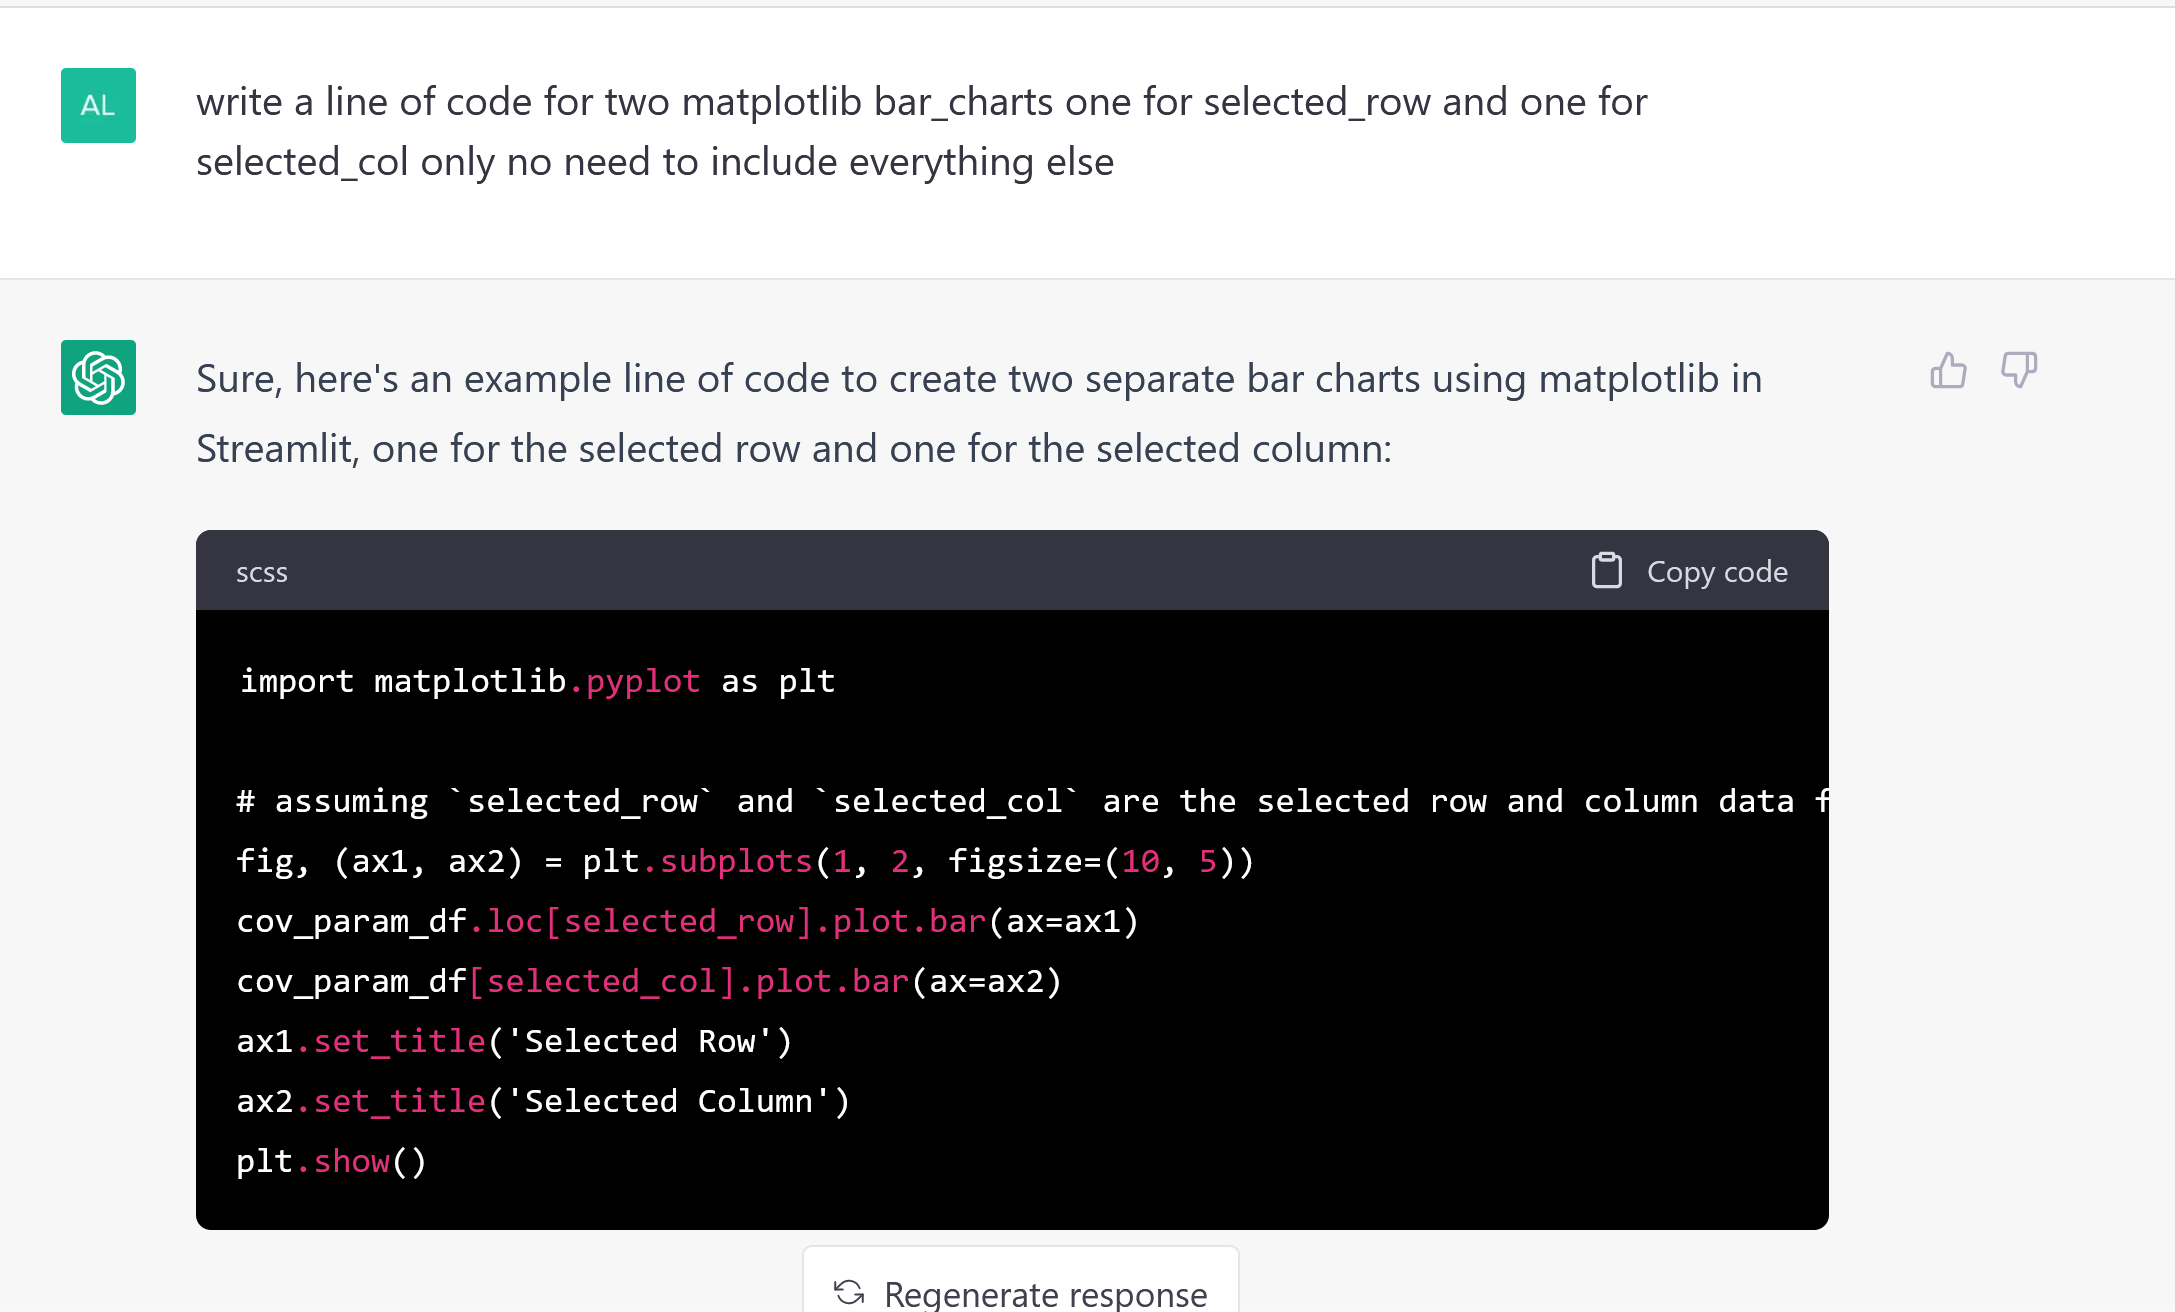 AL
write a line of code for two matplotlib bar_charts one for selected_row and one for
selected_col only no need to include everything else
Sure, here's an example line of code to create two separate bar charts using matplotlib in
Streamlit, one for the selected row and one for the selected column:
scss Copy code
import matplotlib.pyplot as plt
# assuming `selected_row` and `selected_col` are the selected row and column data f
fig, (ax1, ax2) = plt.subplots(1, 2, figsize=(10, 5))
cov_param_df.loc[selected_row].plot.bar(ax=ax1)
cov_param_df[selected_col].plot.bar(ax=ax2)
ax1.set_title('Selected Row')
ax2.set_title('Selected Column')
plt.show()
Regenerate response